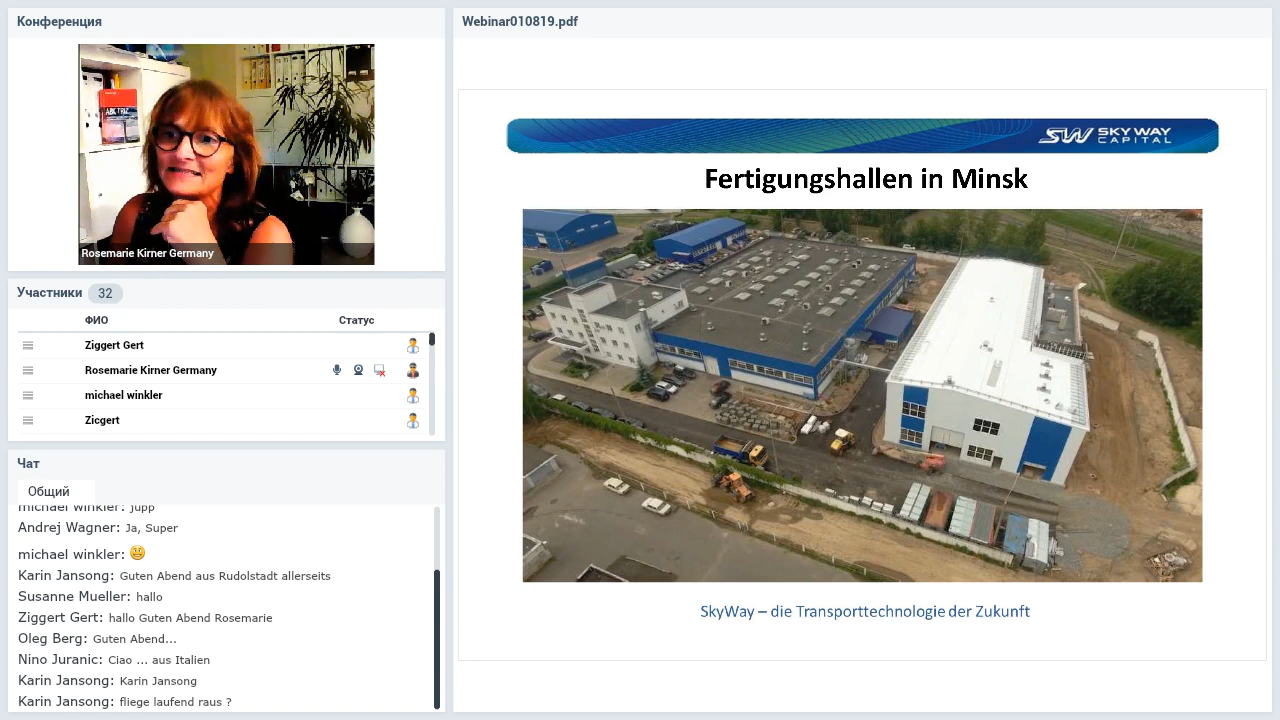 Конференция
Rosemarie Kirner Germany
Участники 32
ФИО Статус
Ziggert Gert
Rosemarie Kirner Germany
michael winkler
Zicgert
Чат
Общий
michael winkler: jupp
Andrej Wagner: Ja, Super
michael winkler:
Karin Jansong: Guten Abend aus Rudolstadt allerseits
Susanne Mueller: hallo
Ziggert Gert: hallo Guten Abend Rosemarie
Oleg Berg: Guten Abend...
Nino Juranic: Ciao ... aus Italien
Karin Jansong: Karin Jansong
Karin Jansong: fliege laufend raus ?
Webinar010819.pdf
SW SKY WAY
CAPITAL
Fertigungshallen in Minsk
SkyWay – die Transporttechnologie der Zukunft